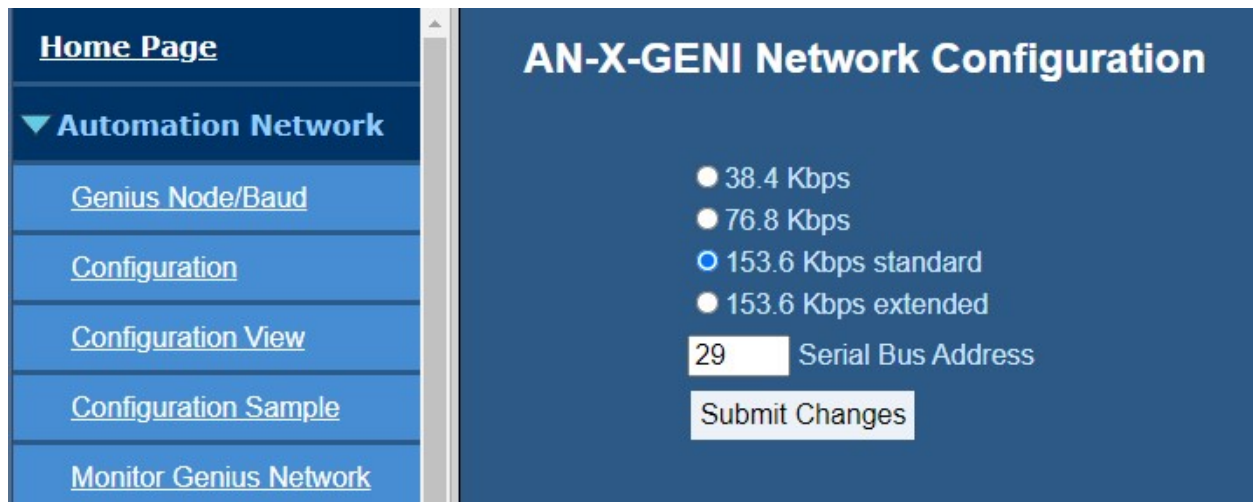 Home Page
Automation Network
Genius Node/Baud
Configuration
Configuration View
Configuration Sample
Monitor Genius Network
AN-X-GENI Network Configuration
38.4 Kbps
76.8 Kbps
153.6 Kbps standard
153.6 Kbps extended
29 Serial Bus Address
Submit Changes